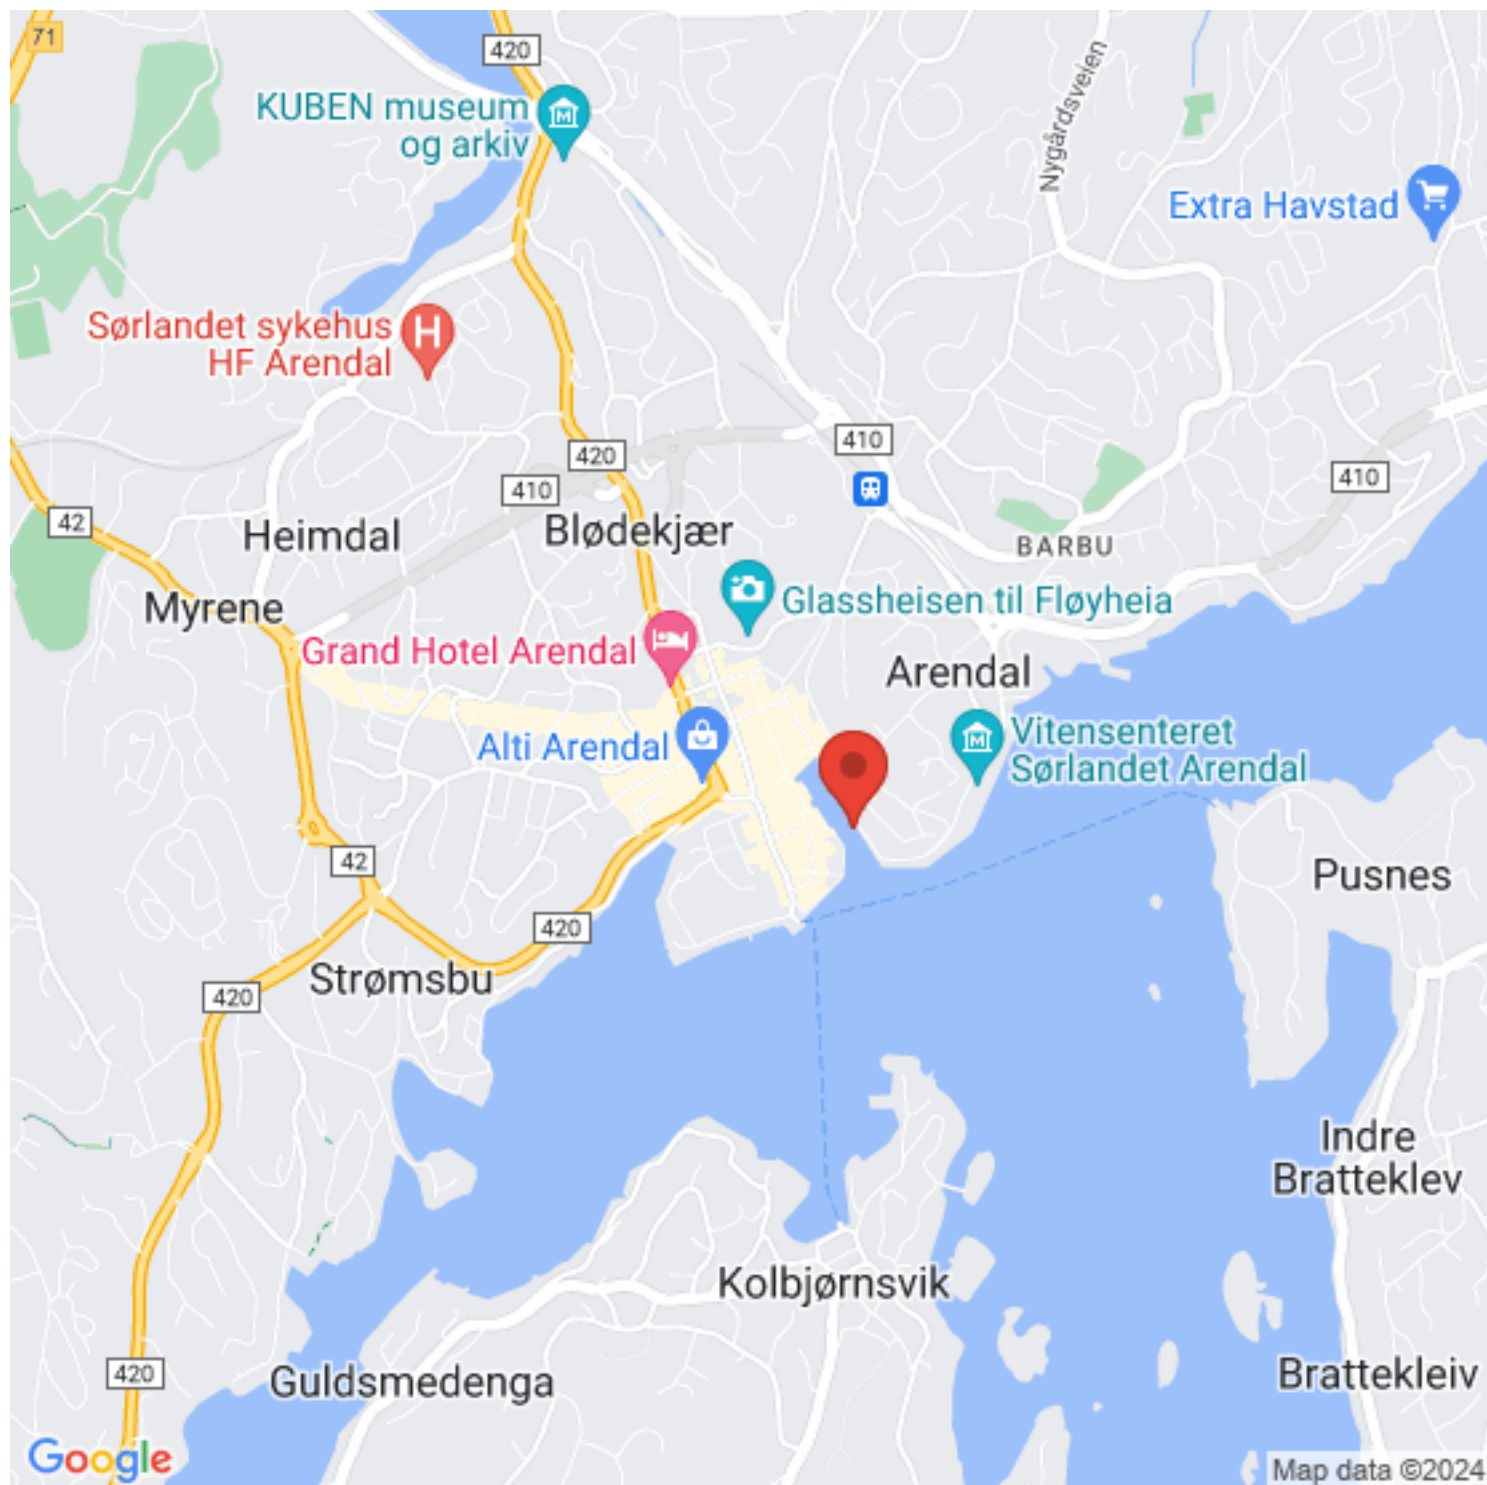 71
420
KUBEN museum
og arkiv
Nygårdsveien
Extra Havstad
Sørlandet sykehus
HF Arendal
410
420
410
410
42
Heimdal
Blødekjær
BARBU
Myrene
Glassheisen til Fløyheia
Grand Hotel Arendal
Arendal
Alti Arendal
Vitensenteret
Sørlandet Arendal
42
Pusnes
420
Strømsbu
420
Indre
Bratteklev
Kolbjørnsvik
420
Guldsmedenga
Brattekleiv
Google
Map data ©2024